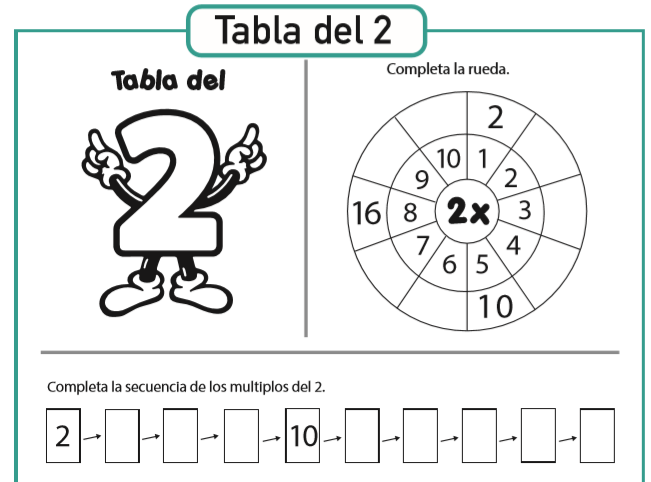 Tabla del 2
Tabla del
2
Completa la rueda.
2
10 1
9 2
16 8 2x 3
7 4
6 5
10
Completa la secuencia de los multiplos del 2.
2 10